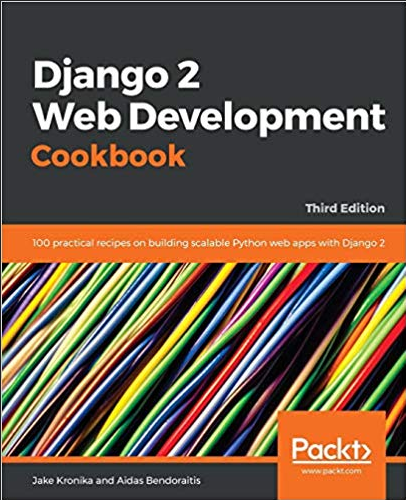 Django 2
Web Development
Cookbook
Third Edition
100 practical recipes on building scalable Python web apps with Django 2
Packt>
www.packt.com
Jake Kronika and Aidas Bendoraitis